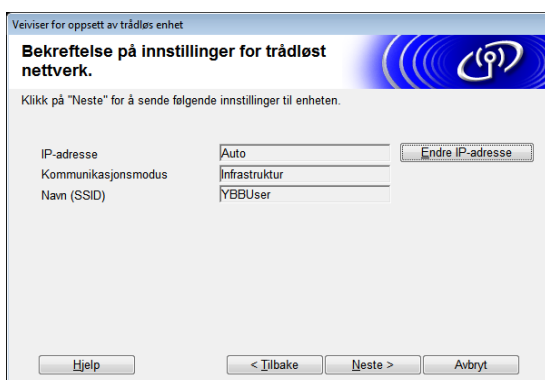 Veiviser for oppsett av trådløs enhet
Bekreftelse på innstillinger for trådløst
nettverk.
Klikk på "Neste" for å sende følgende innstillinger til enheten.
IP-adresse Auto Endre IP-adresse
Kommunikasjonsmodus Infrastruktur
Navn (SSID) YBBUser
Hjelp < Tilbake Neste > Avbryt